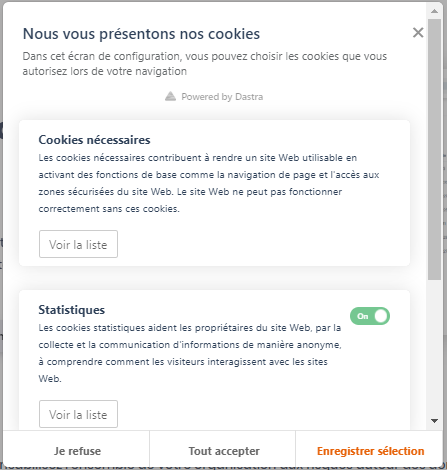 Nous vous présentons nos cookies
Dans cet écran de configuration, vous pouvez choisir les cookies que vous
autorisez lors de votre navigation
Powered by Dastra
Cookies nécessaires
Les cookies nécessaires contribuent à rendre un site Web utilisable en
activant des fonctions de base comme la navigation de page et l'accès aux
zones sécurisées du site Web. Le site Web ne peut pas fonctionner
correctement sans ces cookies.
Voir la liste
Statistiques
On
Les cookies statistiques aident les propriétaires du site Web, par la
collecte et la communication d'informations de manière anonyme,
à comprendre comment les visiteurs interagissent avec les sites
Web.
Voir la liste
Je refuse
Tout accepter
Enregistrer sélection